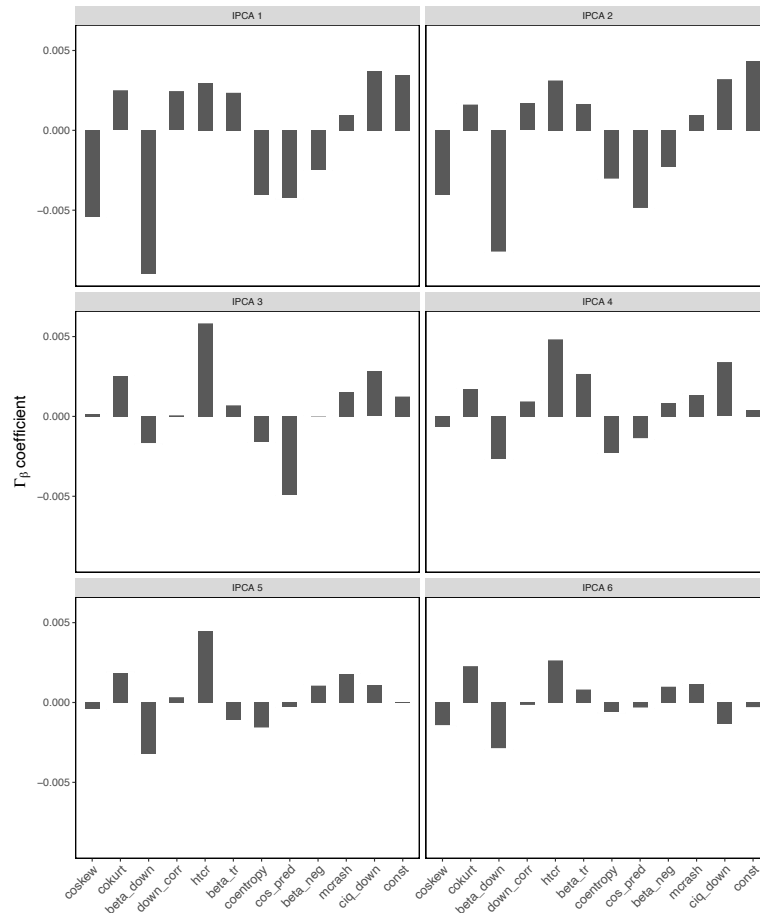 IPCA 1
IPCA 2
0.005
0.000
−0.005
IPCA 3
IPCA 4
0.005
0.000
−0.005
IPCA 5
IPCA 6
0.005
0.000
−0.005
Γβ coefficient
coskew
cokurt
beta_down
down_corr
htcr
beta_tr
coentropy
cos_pred
beta_neg
mcrash
ciq_down
const
coskew
cokurt
beta_down
down_corr
htcr
beta_tr
coentropy
cos_pred
beta_neg
mcrash
ciq_down
const